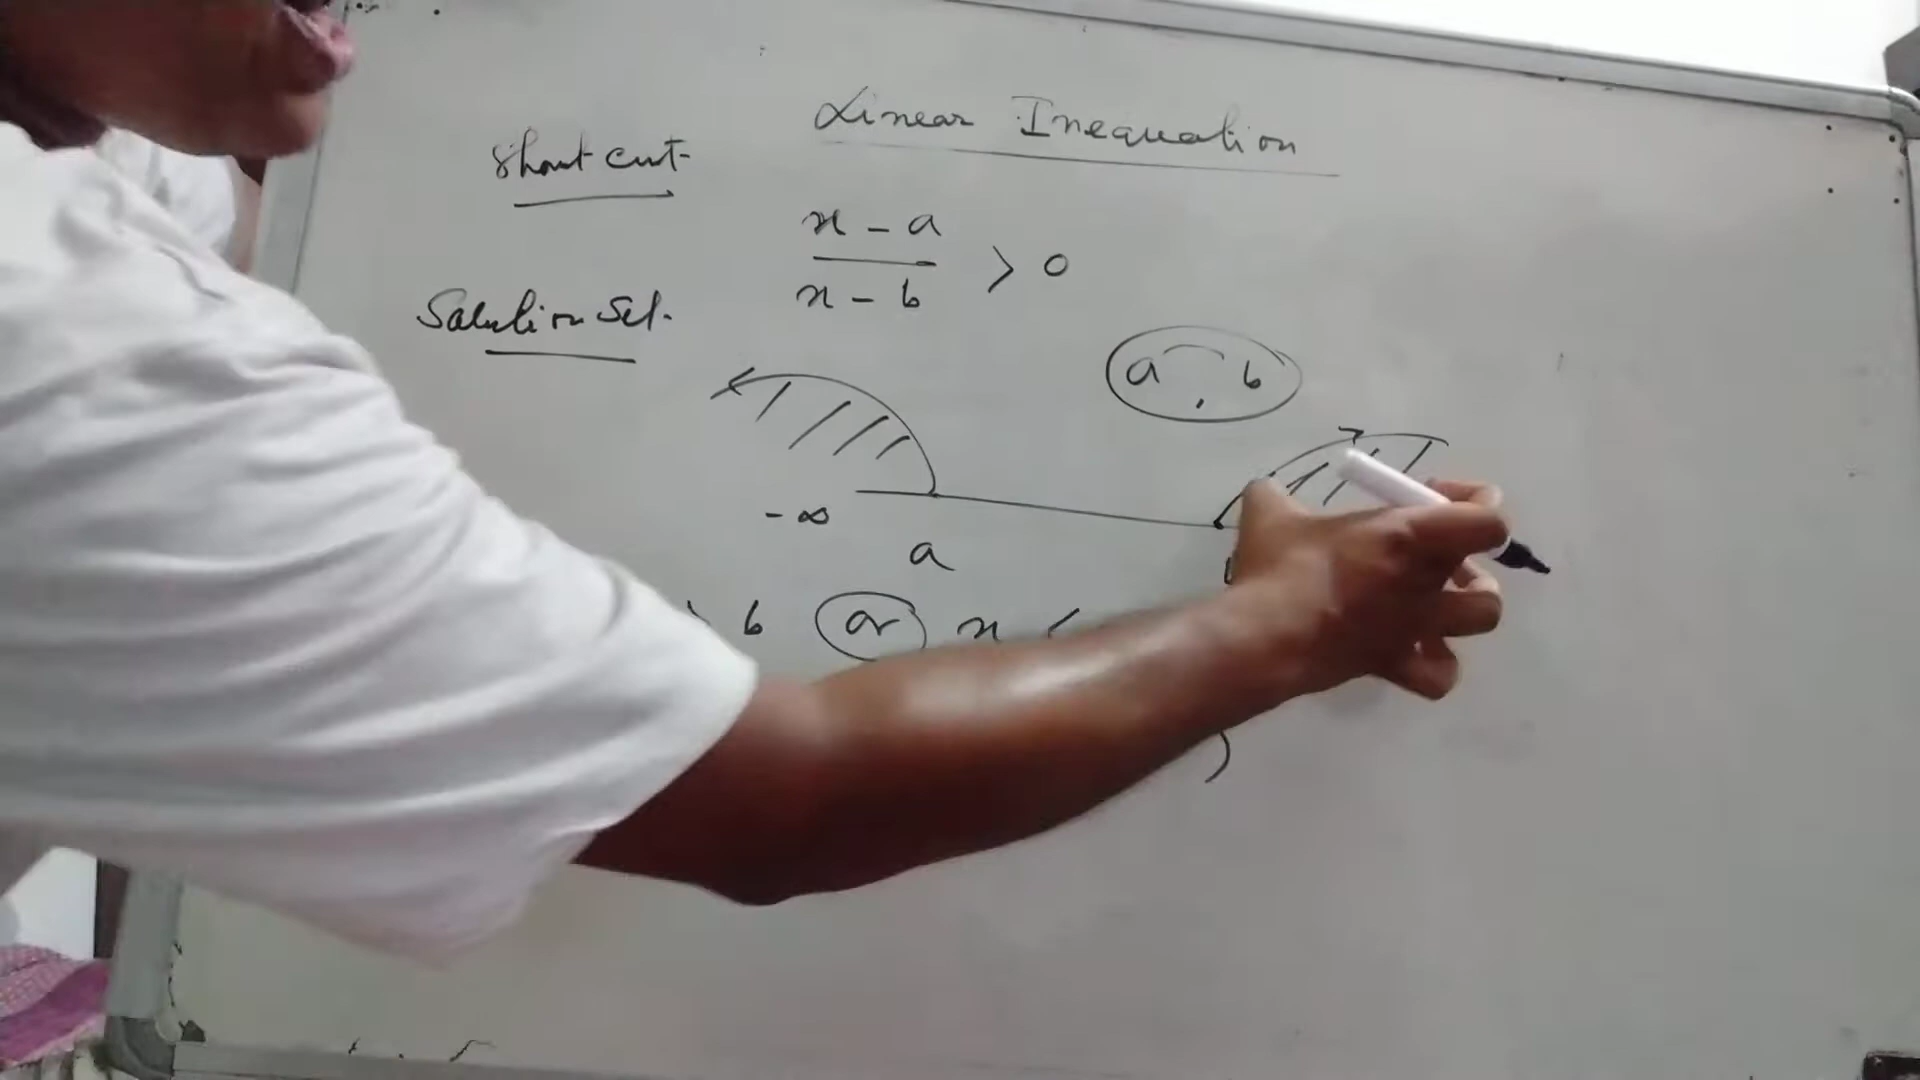 Linear Inequation
Short cut
x - a
x - b
> 0
Solution Set.
a , b
- ∞
a
> b or x <
)